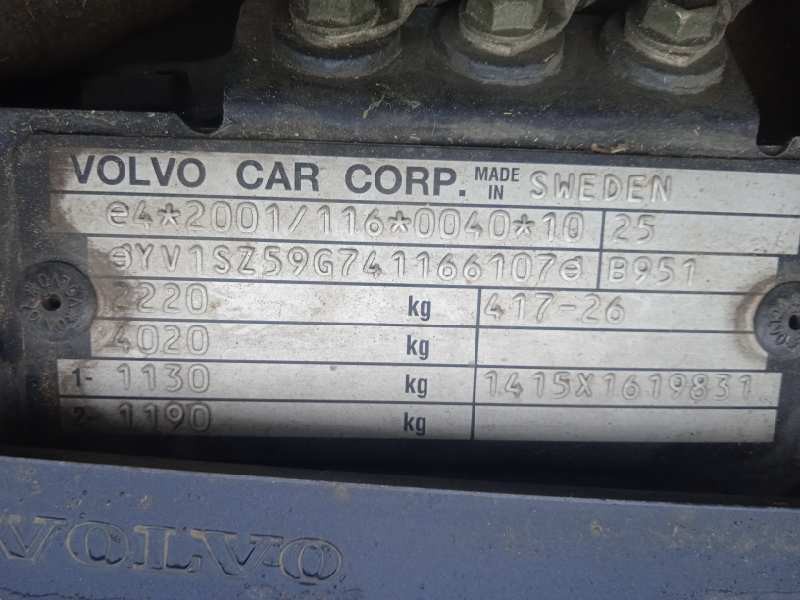 VOLVO CAR CORP. MADE IN SWEDEN
e4*2001/116*0040*10 25
YV1SZ59G741166107 B951
2220 kg 417-26
4020 kg
1- 1130 kg 1415X1619831
2- 1190 kg
VOLVO